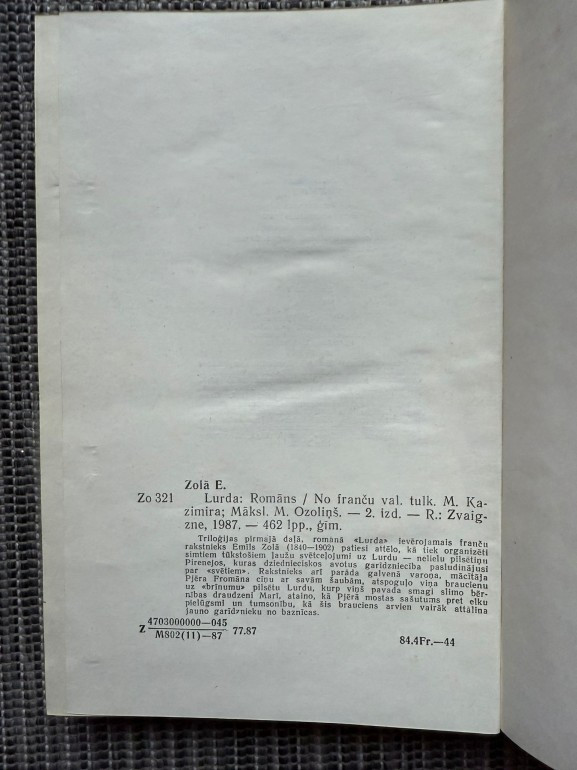 Zolā E.
Zo 321 Lurda: Romāns / No franču val. tulk. M. Ka-
zimira; Māksl. M. Ozoliņš. — 2. izd. — R.: Zvaig-
zne, 1987. — 462 lpp., ģīm.
Triloģijas pirmajā daļā, romānā «Lurda» ievērojamais franču
rakstnieks Emīls Zolā (1840—1902) patiesi attēlo, kā tiek organizēti
simtiem tūkstošiem ļaužu svētceļojumi uz Lurdu — nelielu pilsētiņu
Pirenejos, kuras dziednieciskos avotus garīdzniecība pasludinājusi
par «svētiem». Rakstnieks arī parāda galvenā varoņa, mācītāja
Pjēra Fromāna cīņu ar savām šaubām, atspoguļo viņa braucienu
uz «brīnumu» pilsētu Lurdu, kurp viņš pavada smagi slimo bēr-
nības draudzeni Mari, ataino, kā Pjērā mostas sašutums pret elku
pielūgsmi un tumsonību, kā šis brauciens arvien vairāk attālina
jauno garīdznieku no baznīcas.
4703000000—045
Z 77.87
M802(11)—87
84.4Fr.—44